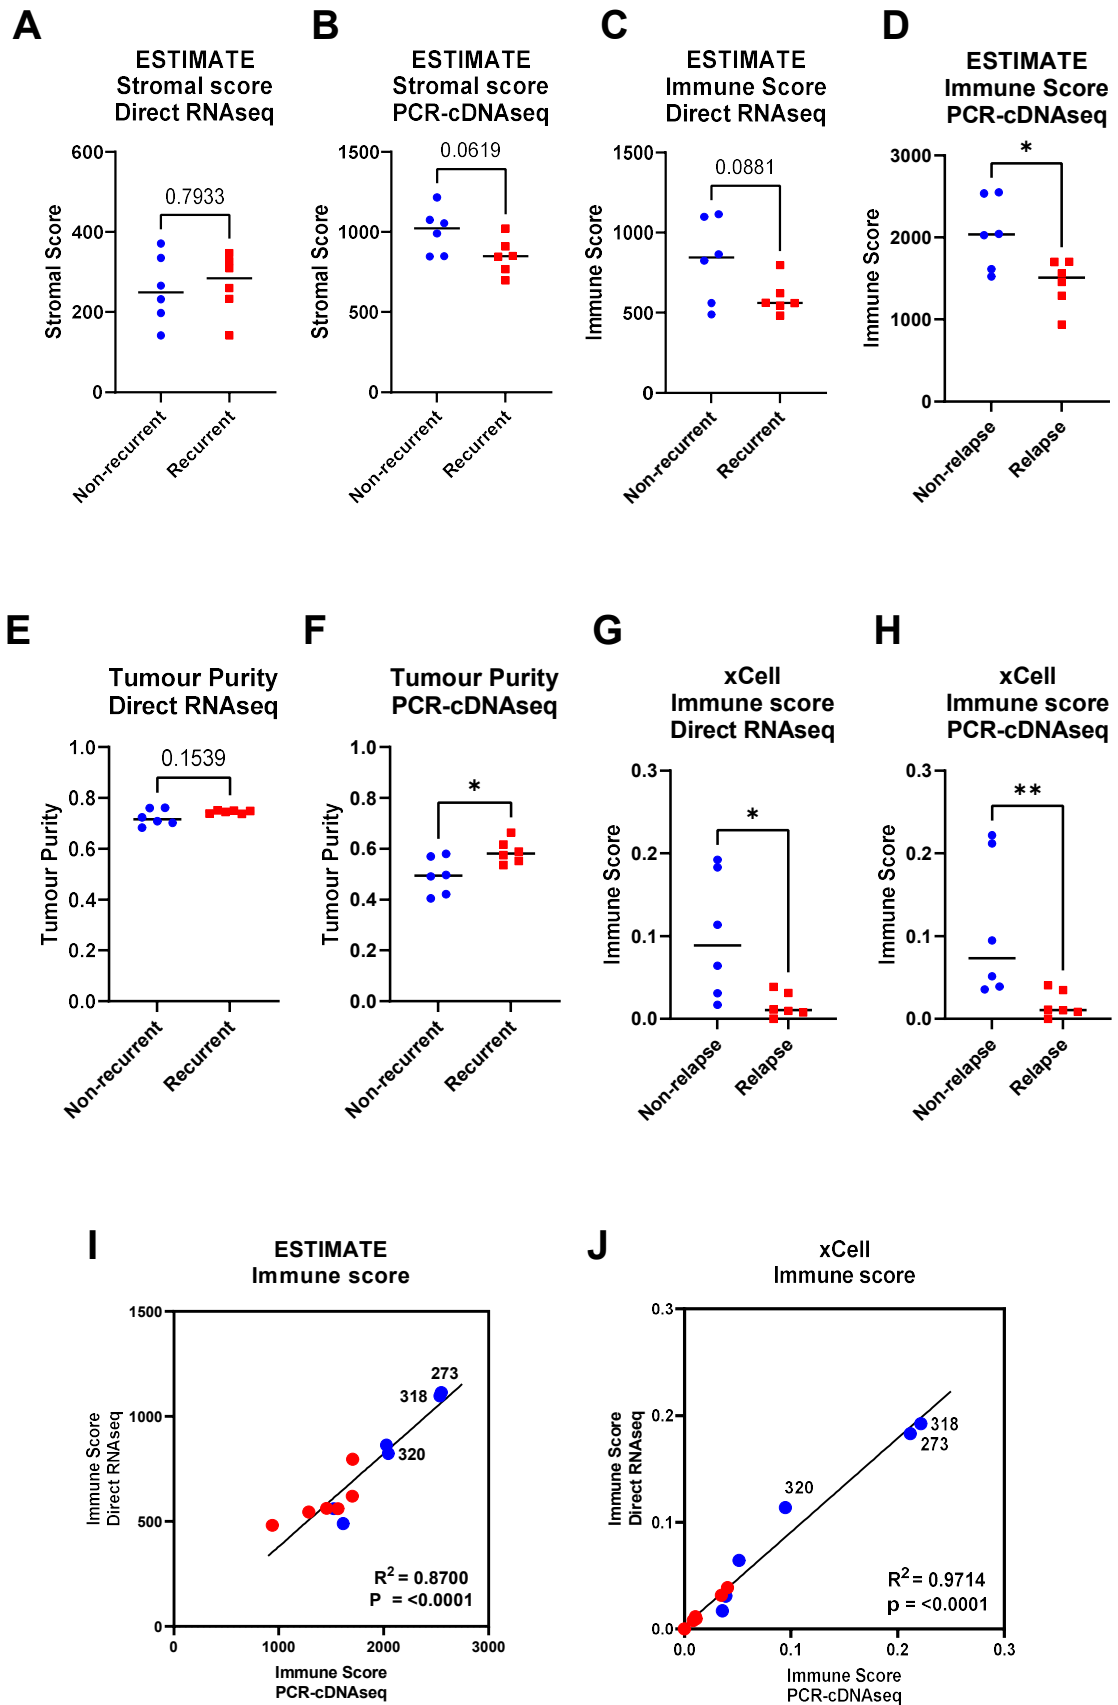 A
ESTIMATE
Stromal score
Direct RNAseq
0.7933
Stromal Score
600
400
200
0
Non-recurrent
Recurrent
B
ESTIMATE
Stromal score
PCR-cDNAseq
0.0619
Stromal Score
1500
1000
500
0
Non-recurrent
Recurrent
C
ESTIMATE
Immune Score
Direct RNAseq
0.0881
Immune Score
1500
1000
500
0
Non-recurrent
Recurrent
D
ESTIMATE
Immune Score
PCR-cDNAseq
*
Immune Score
3000
2000
1000
0
Non-relapse
Relapse
E
Tumour Purity
Direct RNAseq
0.1539
Tumour Purity
1.0
0.8
0.6
0.4
0.2
0.0
Non-recurrent
Recurrent
F
Tumour Purity
PCR-cDNAseq
*
Tumour Purity
1.0
0.8
0.6
0.4
0.2
0.0
Non-recurrent
Recurrent
G
xCell
Immune score
Direct RNAseq
*
Immune Score
0.3
0.2
0.1
0.0
Non-relapse
Relapse
H
xCell
Immune score
PCR-cDNAseq
**
Immune Score
0.3
0.2
0.1
0.0
Non-relapse
Relapse
I
ESTIMATE
Immune score
Immune Score
Direct RNAseq
1500
1000
500
0
273
318
320
R² = 0.8700
P = <0.0001
0 1000 2000 3000
Immune Score
PCR-cDNAseq
J
xCell
Immune score
Immune Score
Direct RNAseq
0.3
0.2
0.1
0.0
318
273
320
R² = 0.9714
p = <0.0001
0.0 0.1 0.2 0.3
Immune Score
PCR-cDNAseq